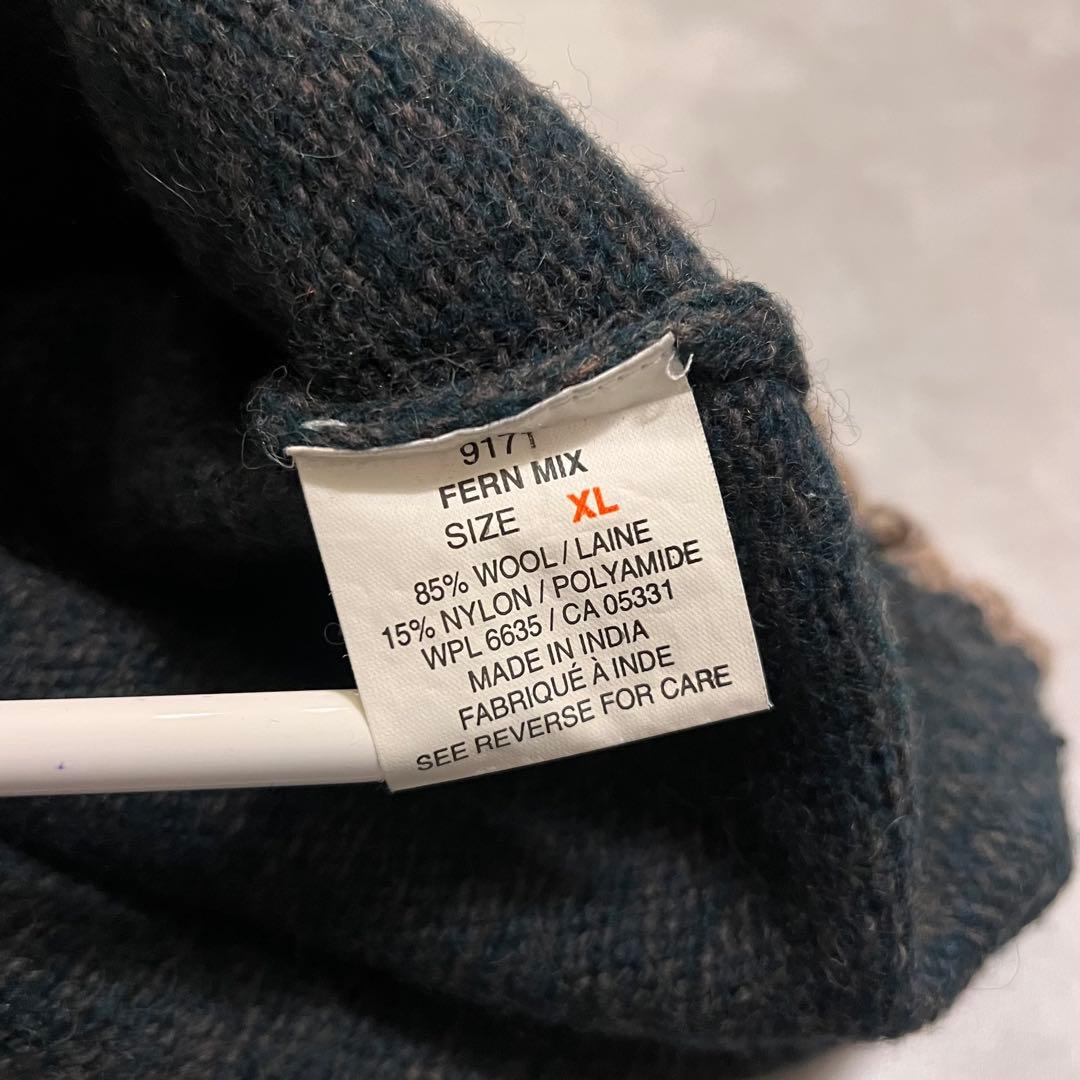 9171
FERN MIX
SIZE XL
85% WOOL / LAINE
15% NYLON / POLYAMIDE
WPL 6635 / CA 05331
MADE IN INDIA
FABRIQUÉ À INDE
SEE REVERSE FOR CARE